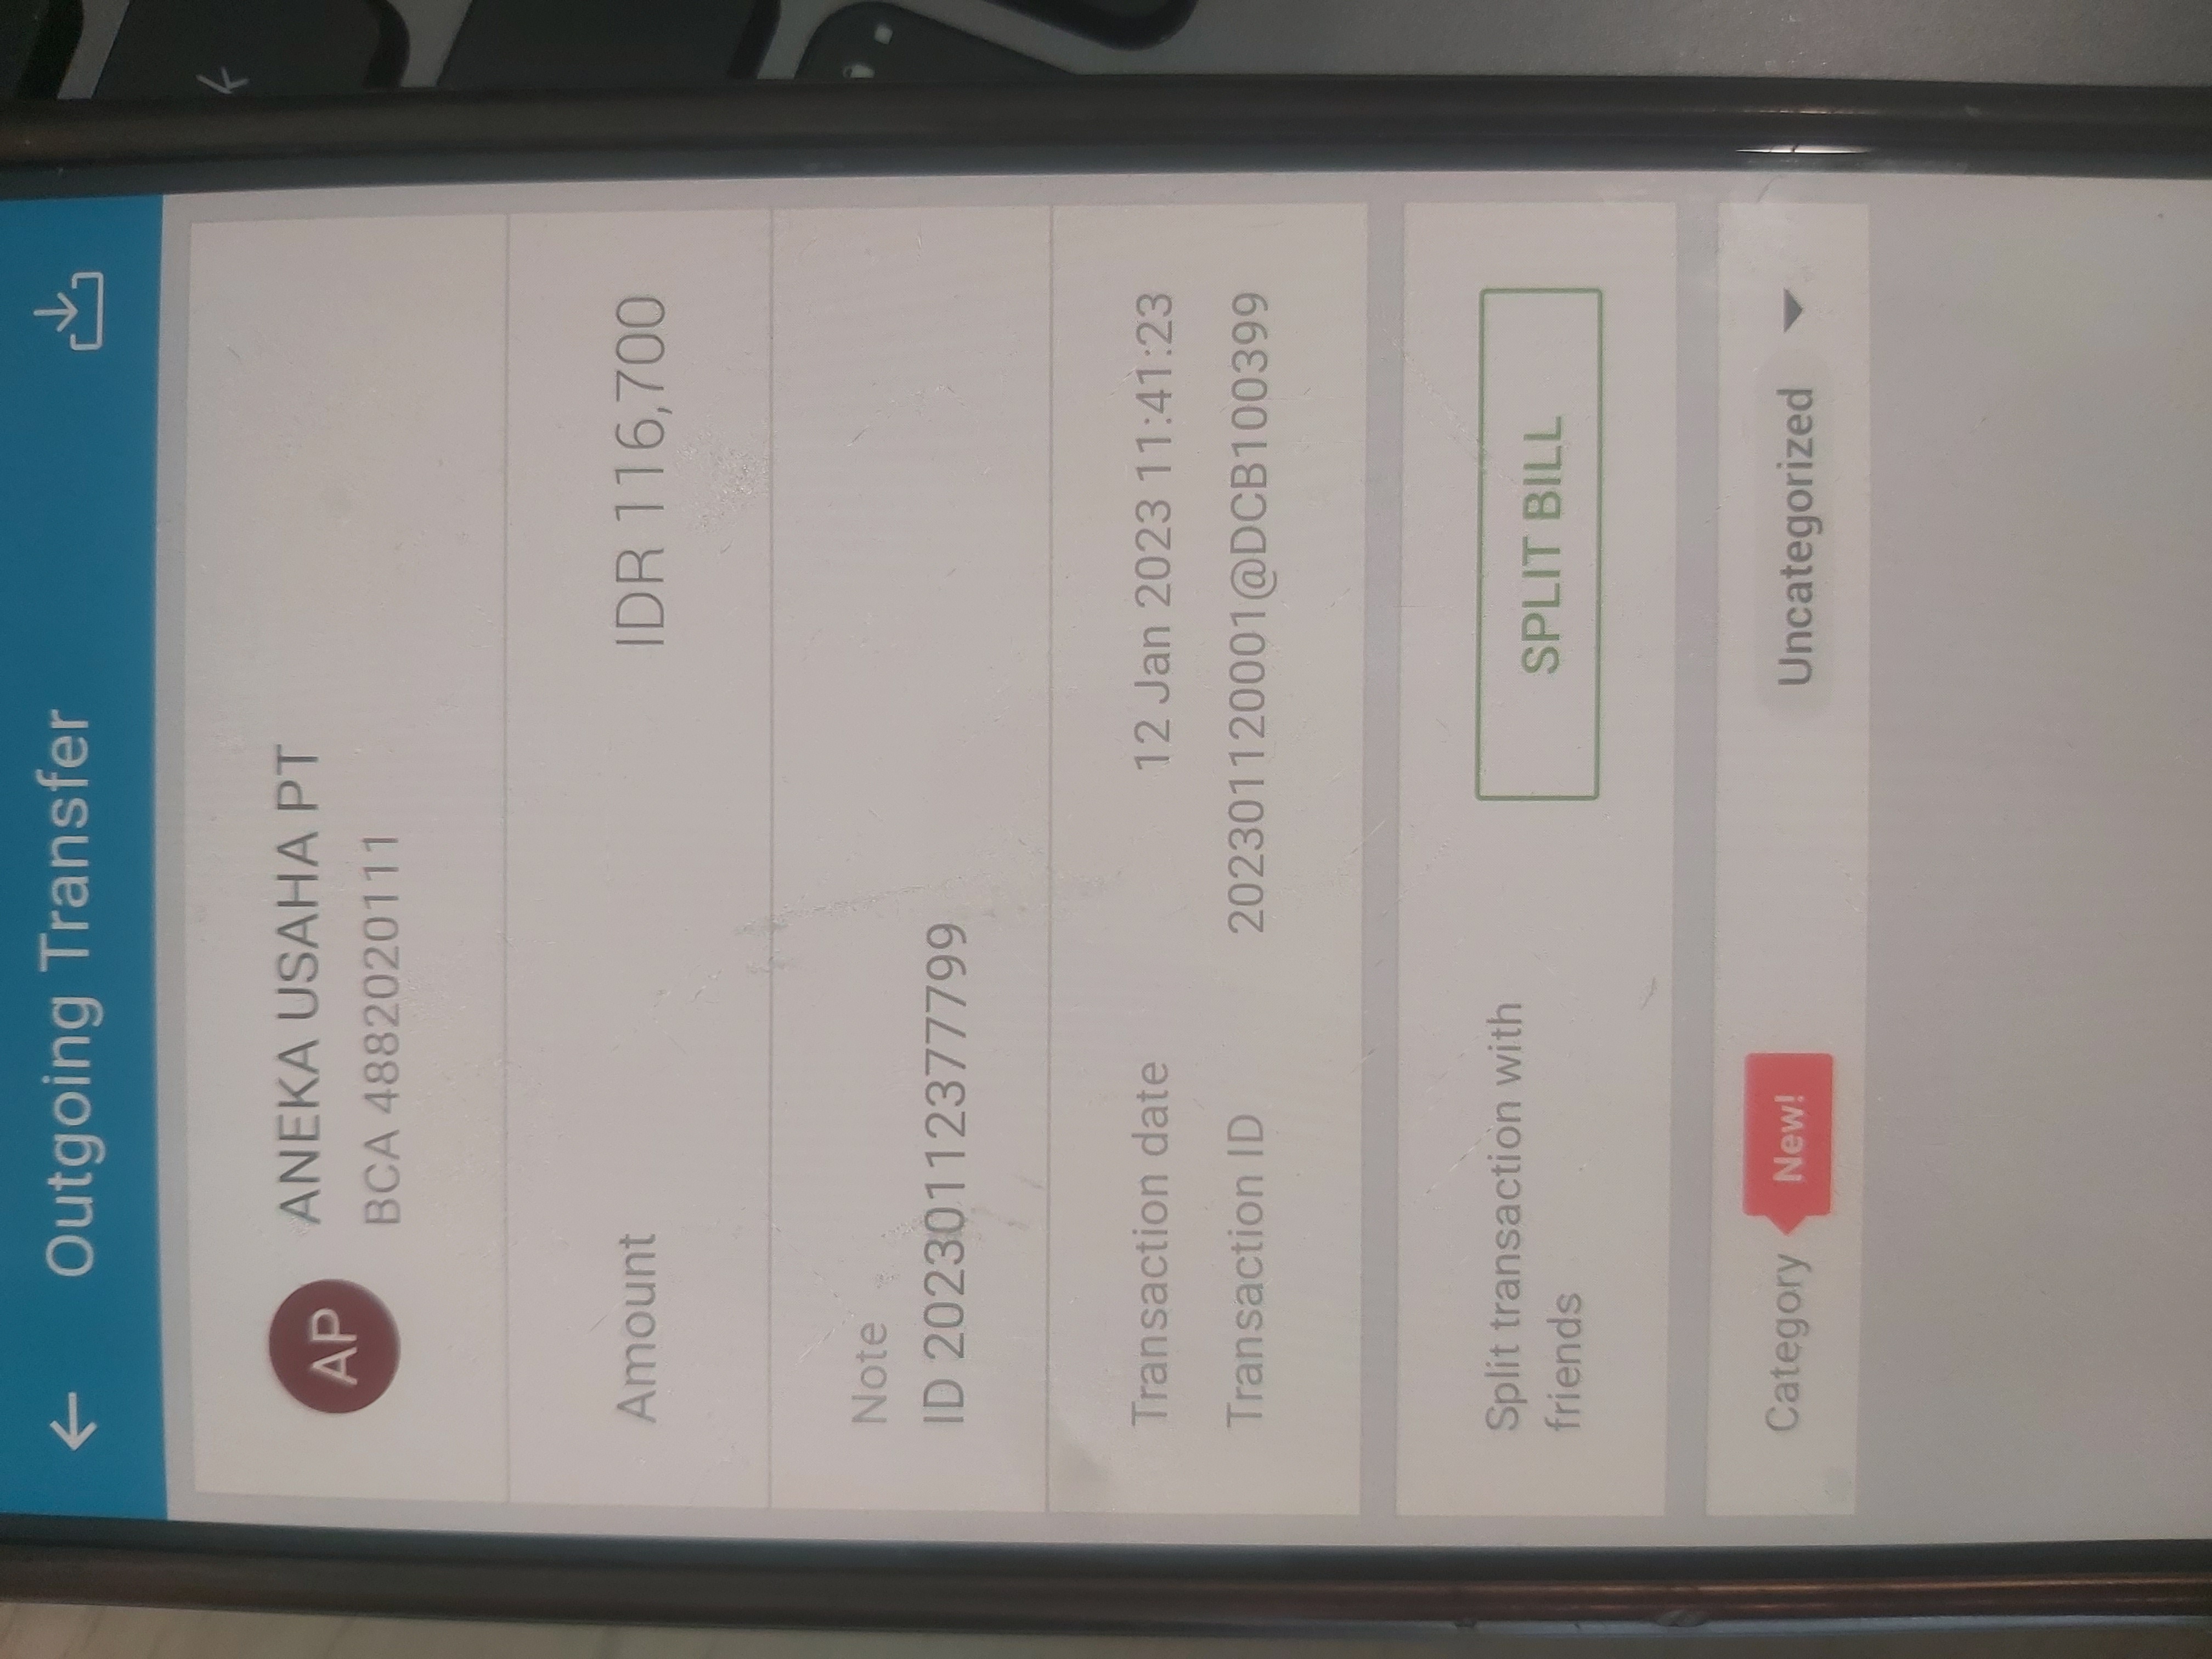 Outgoing Transfer
AP
ANEKA USAHA PT
BCA 4882020111
Amount
IDR 116,700
Note
ID 20230112377799
Transaction date
12 Jan 2023 11:41:23
Transaction ID
202301120001@DCB100399
Split transaction with
friends
SPLIT BILL
Category
New!
Uncategorized